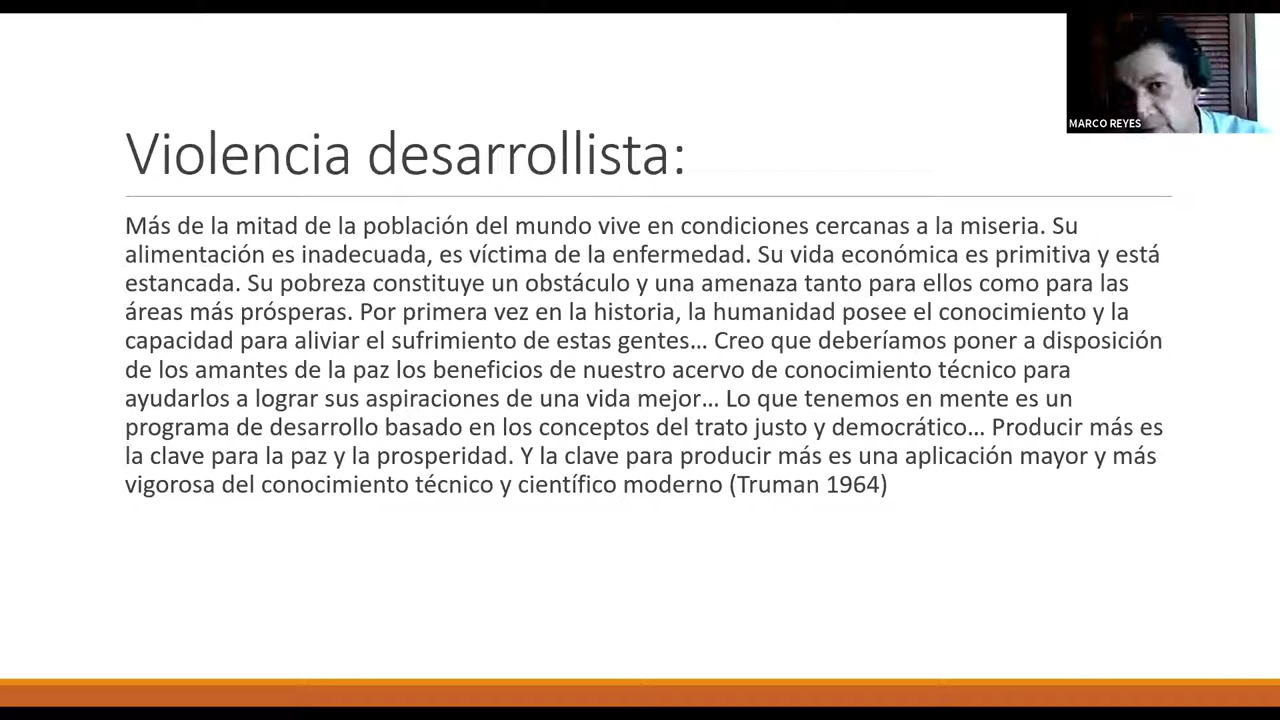 MARCO REYES
Violencia desarrollista:
Más de la mitad de la población del mundo vive en condiciones cercanas a la miseria. Su
alimentación es inadecuada, es víctima de la enfermedad. Su vida económica es primitiva y está
estancada. Su pobreza constituye un obstáculo y una amenaza tanto para ellos como para las
áreas más prósperas. Por primera vez en la historia, la humanidad posee el conocimiento y la
capacidad para aliviar el sufrimiento de estas gentes… Creo que deberíamos poner a disposición
de los amantes de la paz los beneficios de nuestro acervo de conocimiento técnico para
ayudarlos a lograr sus aspiraciones de una vida mejor… Lo que tenemos en mente es un
programa de desarrollo basado en los conceptos del trato justo y democrático… Producir más es
la clave para la paz y la prosperidad. Y la clave para producir más es una aplicación mayor y más
vigorosa del conocimiento técnico y científico moderno (Truman 1964)